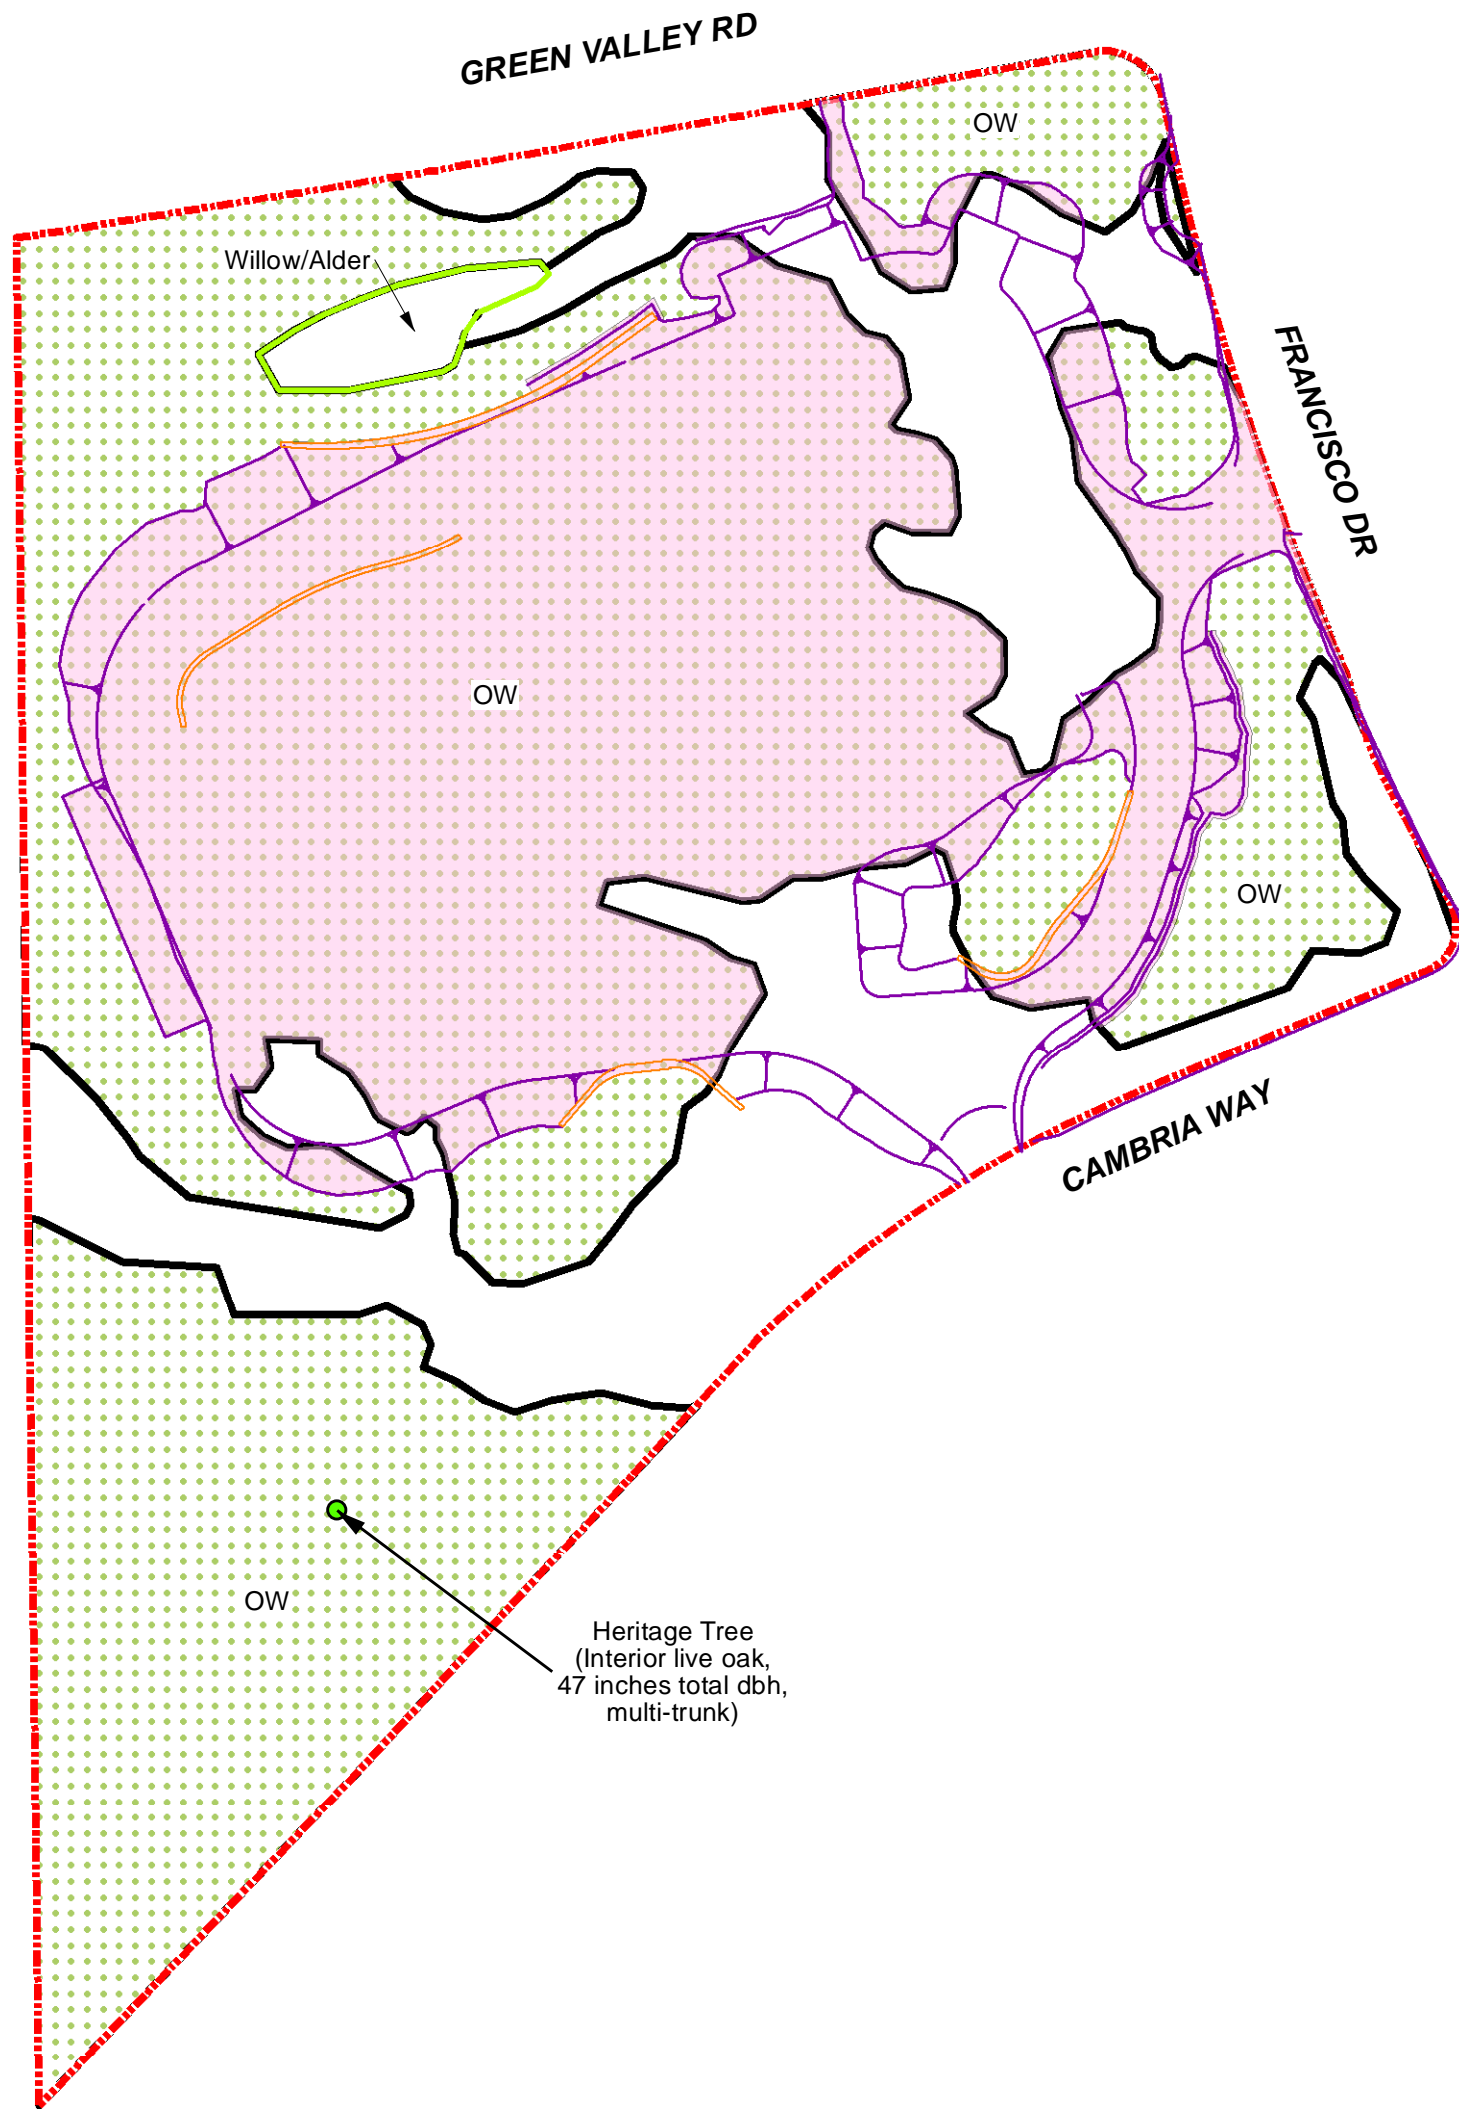 GREEN VALLEY RD
OW
Willow/Alder
FRANCISCO DR
OW
OW
CAMBRIA WAY
OW
Heritage Tree
(Interior live oak,
47 inches total dbh,
multi-trunk)